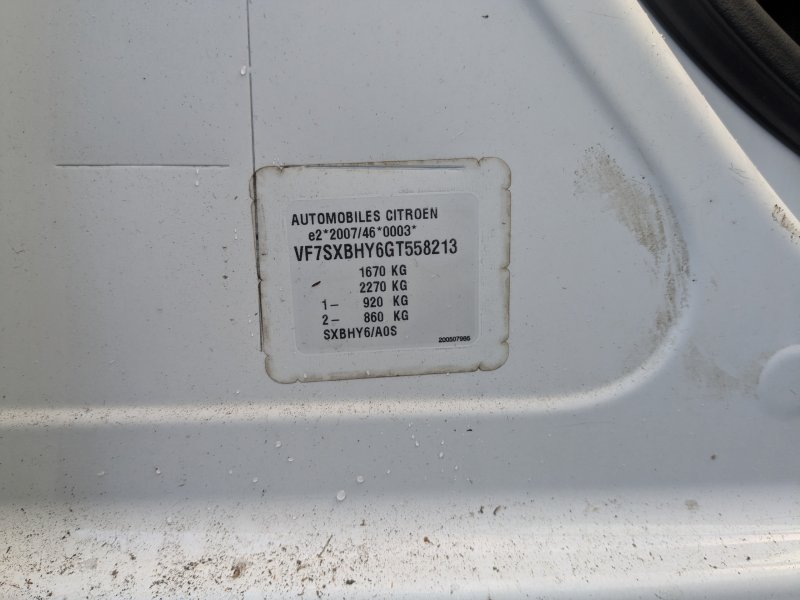 AUTOMOBILES CITROEN
e2*2007/46*0003*
VF7SXBHY6GT558213
1670 KG
2270 KG
1- 920 KG
2- 860 KG
SXBHY6/A0S
200507985